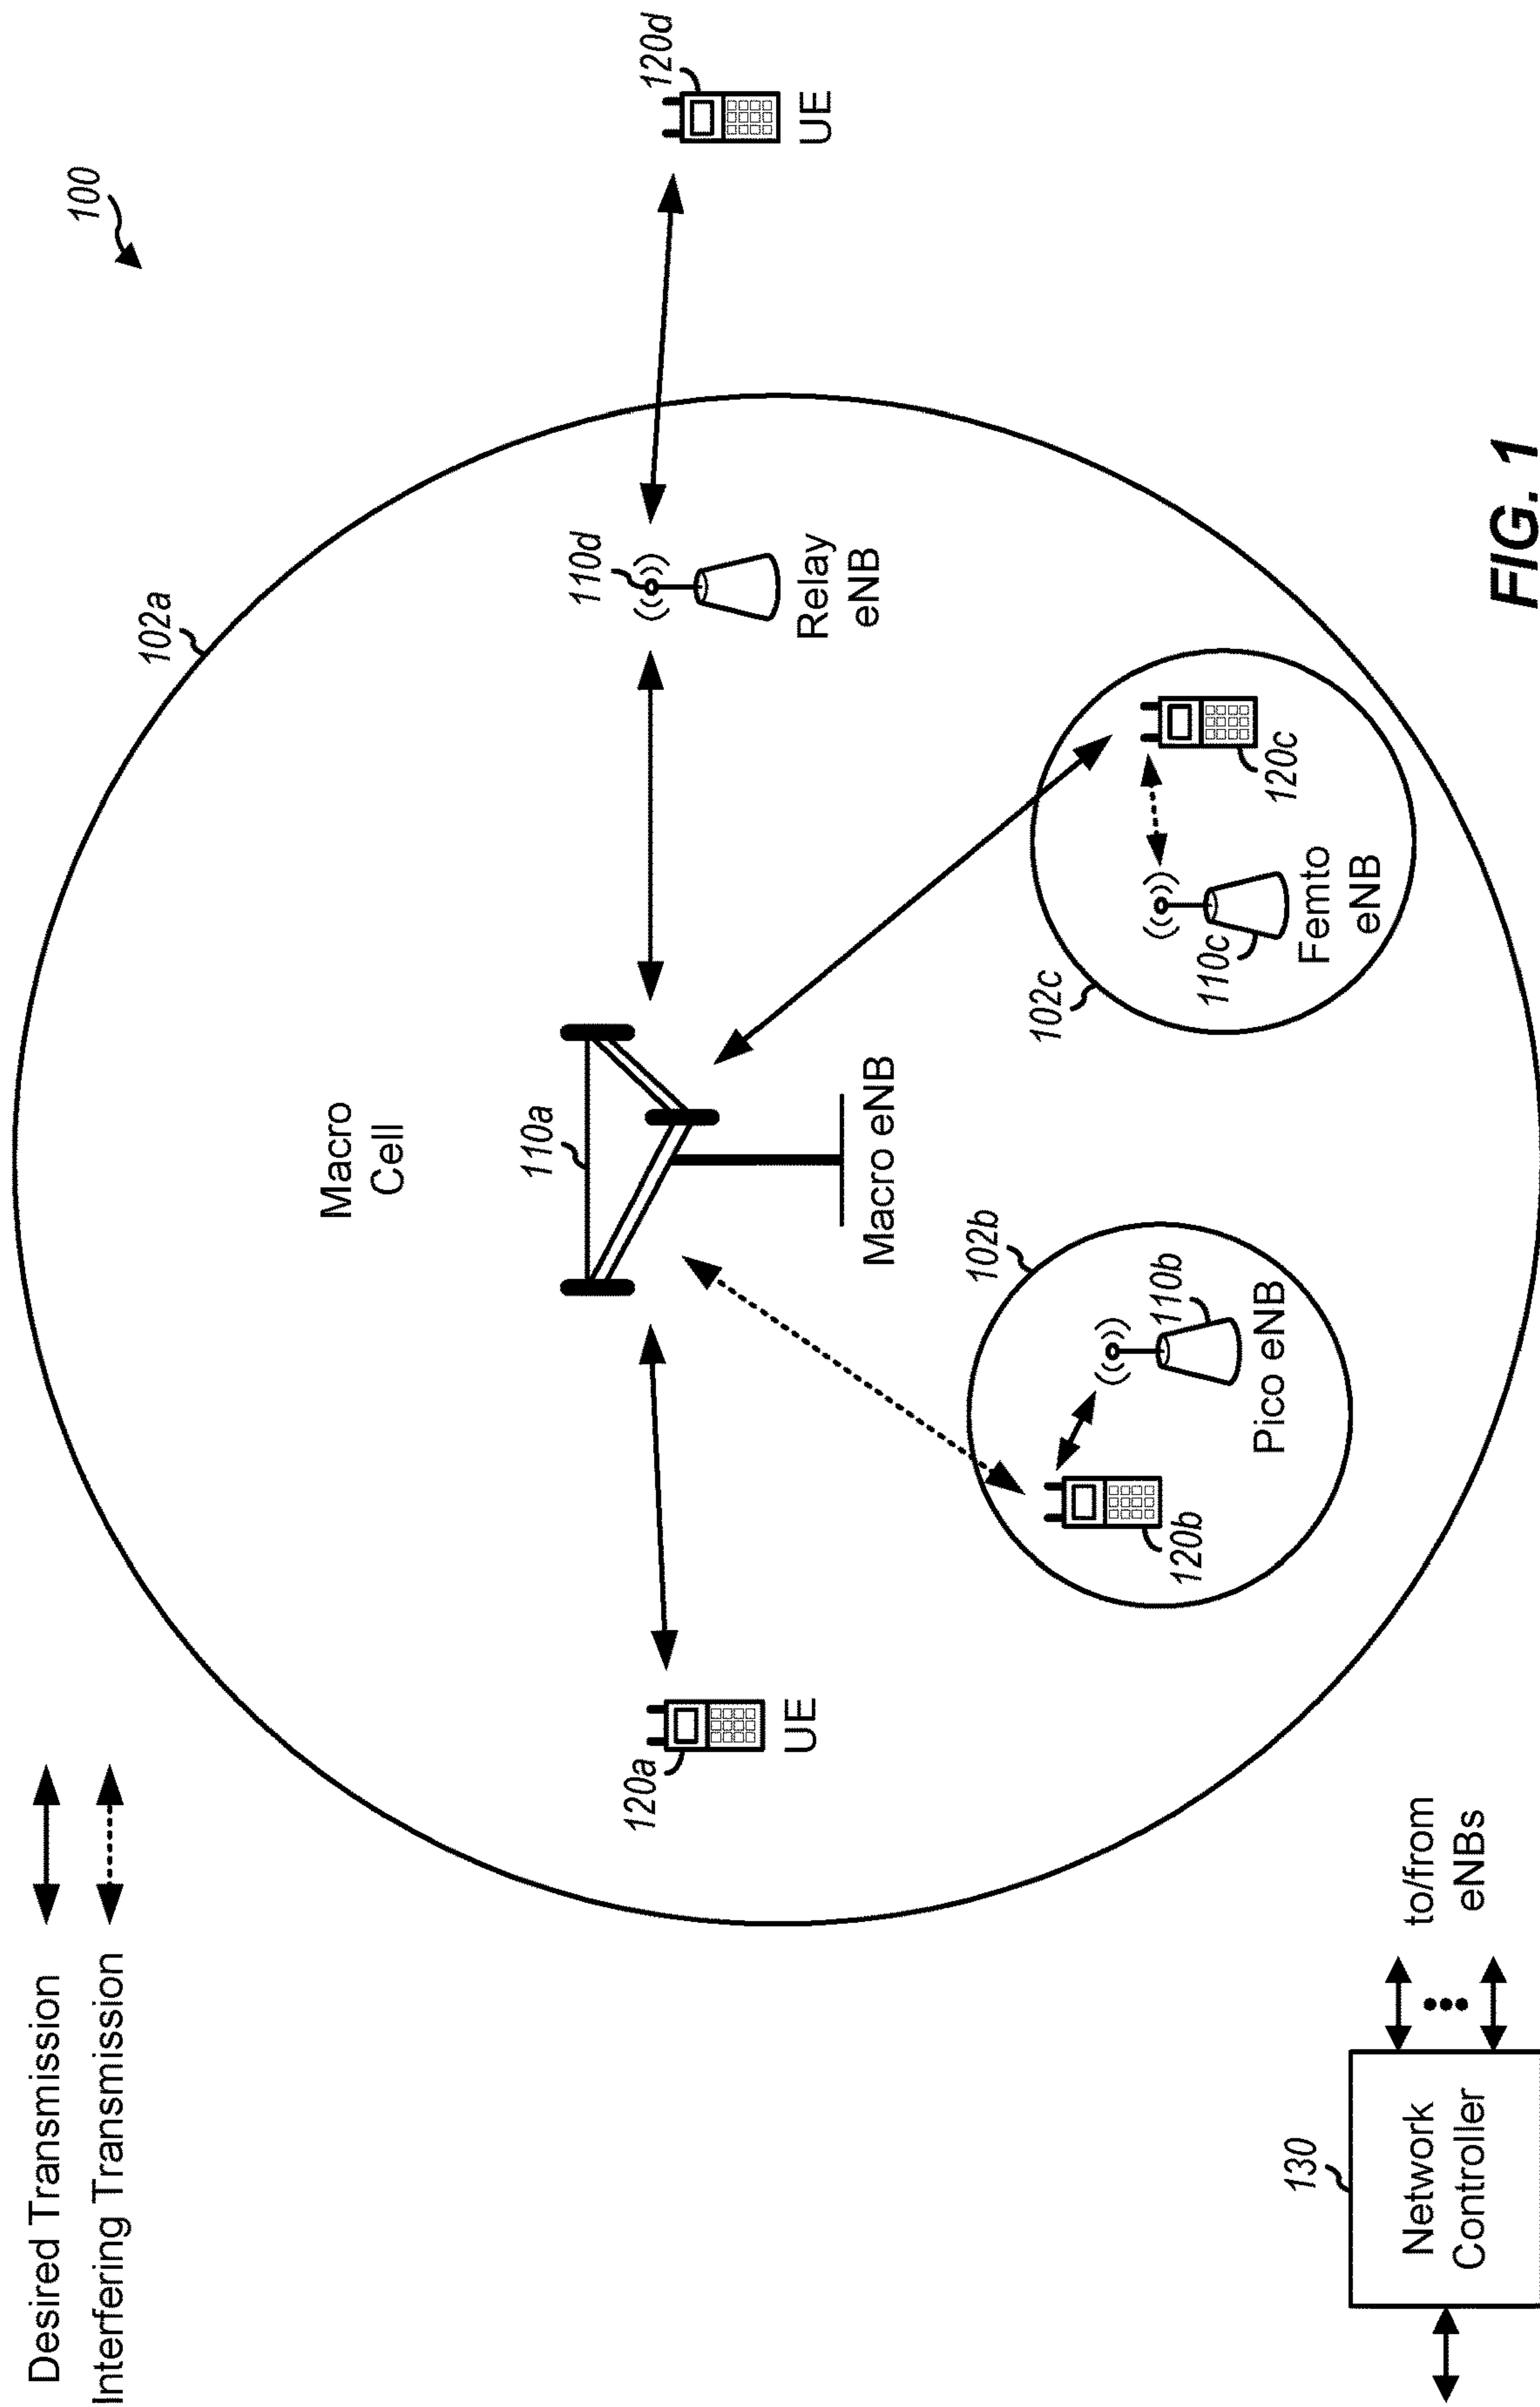 Desired Transmission
Interfering Transmission
100
102a
Macro
Cell
110a
110d
120d
120a
UE
Macro eNB
Relay
eNB
UE
102b
110b
120b
Pico eNB
102c
110c
120c
Femto
eNB
130
Network
Controller
to/from
eNBs
FIG. 1